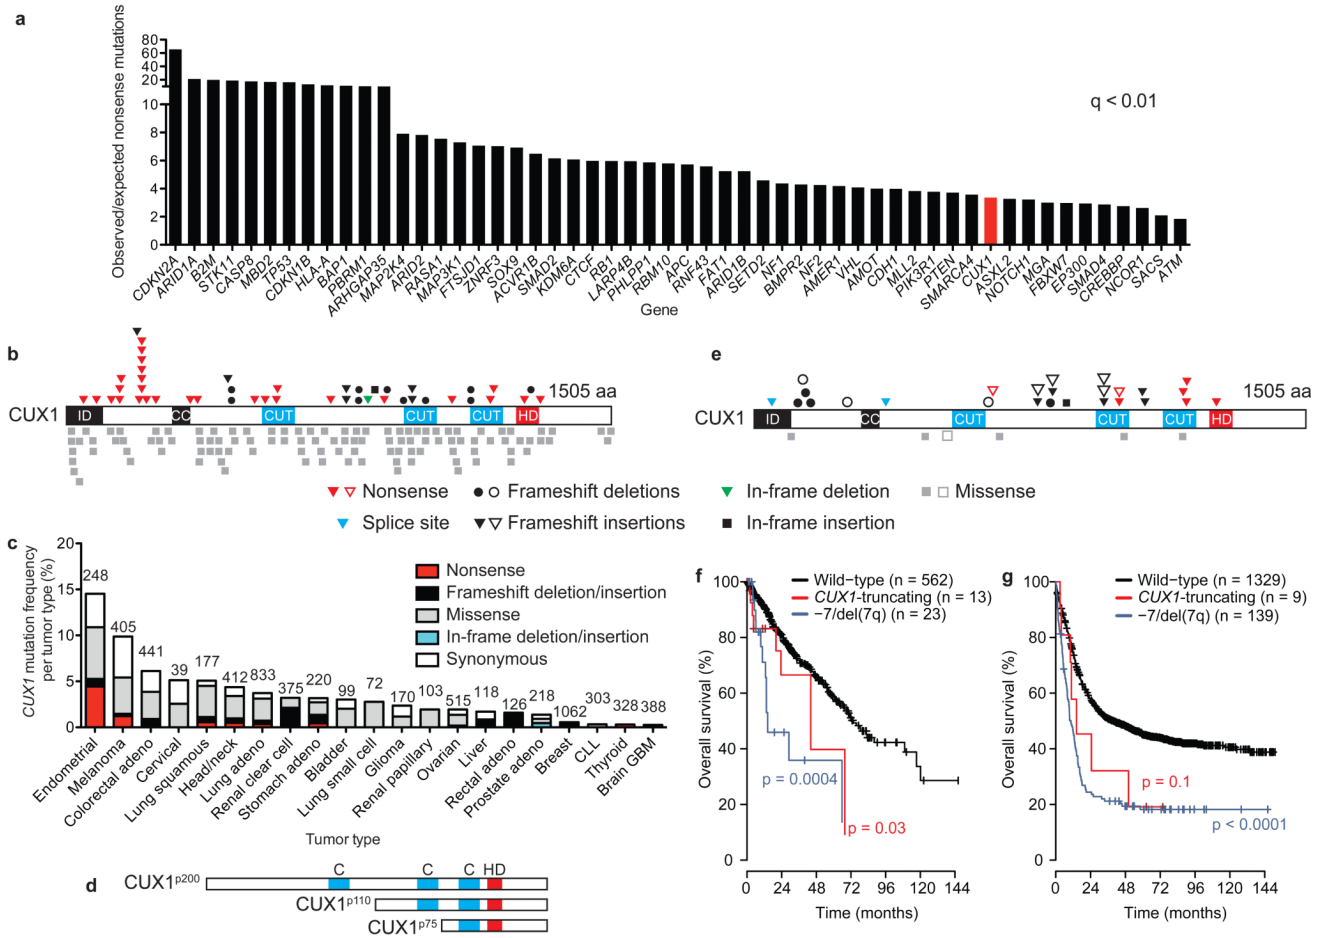 a
Observed/expected nonsense mutations
80
60
40
20
10
8
6
4
2
0
q < 0.01
CDKN2A
ARID1A
B2M
STK11
CASP8
MBD2
TP53
CDKN1B
HLA-A
BAP1
PBRM1
ARHGAP35
MAP2K4
ARID2
RASA1
MAP3K1
FTSJD1
ZNRF3
SOX9
ACVR1B
SMAD2
KDM6A
CTCF
RB1
LARP4B
PHLPP1
RBM10
APC
RNF43
FAT1
ARID1B
SETD2
NF1
BMPR2
NF2
AMER1
VHL
AMOT
CDH1
MLL2
PIK3R1
PTEN
SMARCA4
CUX1
ASXL2
NOTCH1
MGA
FBXW7
EP300
SMAD4
CREBBP
NCOR1
SACS
ATM
Gene
b
1505 aa
CUX1 ID CC CUT CUT CUT HD
e
1505 aa
CUX1 ID CC CUT CUT CUT HD
Nonsense Frameshift deletions In-frame deletion Missense
Splice site Frameshift insertions In-frame insertion
c
CUX1 mutation frequency
per tumor type (%)
20
15
10
5
0
248
405
441
39
177
412
833
375
220
99
72
170
103
515
118
126
218
1062
303
328
388
Nonsense
Frameshift deletion/insertion
Missense
In-frame deletion/insertion
Synonymous
Endometrial
Melanoma
Colorectal adeno
Cervical
Lung squamous
Head/neck
Lung adeno
Renal clear cell
Stomach adeno
Bladder
Lung small cell
Glioma
Renal papillary
Ovarian
Liver
Rectal adeno
Prostate adeno
Breast
CLL
Thyroid
Brain GBM
Tumor type
d
C C C HD
CUX1p200
CUX1p110
CUX1p75
f
Overall survival (%)
100
80
60
40
20
0
Wild−type (n = 562)
CUX1-truncating (n = 13)
−7/del(7q) (n = 23)
p = 0.0004
p = 0.03
0 24 48 72 96 120 144
Time (months)
g
Overall survival (%)
100
80
60
40
20
0
Wild−type (n = 1329)
CUX1-truncating (n = 9)
−7/del(7q) (n = 139)
p = 0.1
p < 0.0001
0 24 48 72 96 120 144
Time (months)